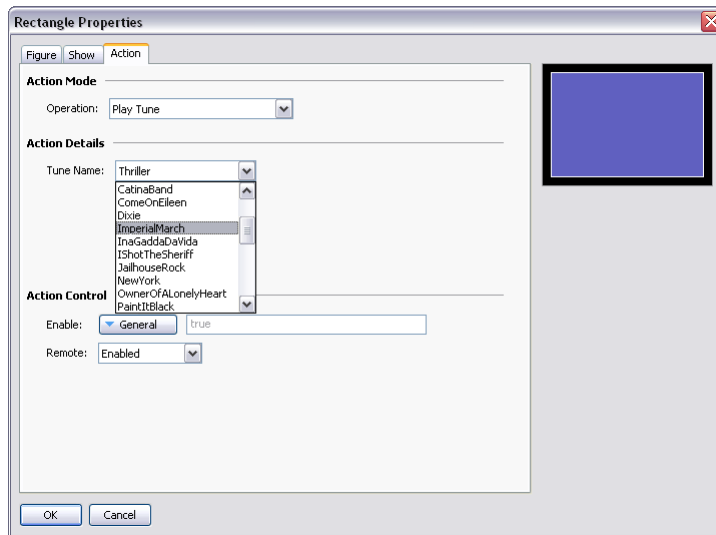 Rectangle Properties
Figure Show Action
Action Mode
Operation: Play Tune
Action Details
Tune Name: Thriller
CatinaBand
ComeOnEileen
Dixie
ImperialMarch
InaGaddaDaVida
IShotTheSheriff
JailhouseRock
NewYork
OwnerOfALonelyHeart
PaintItBlack
Action Control
Enable: General true
Remote: Enabled
OK Cancel